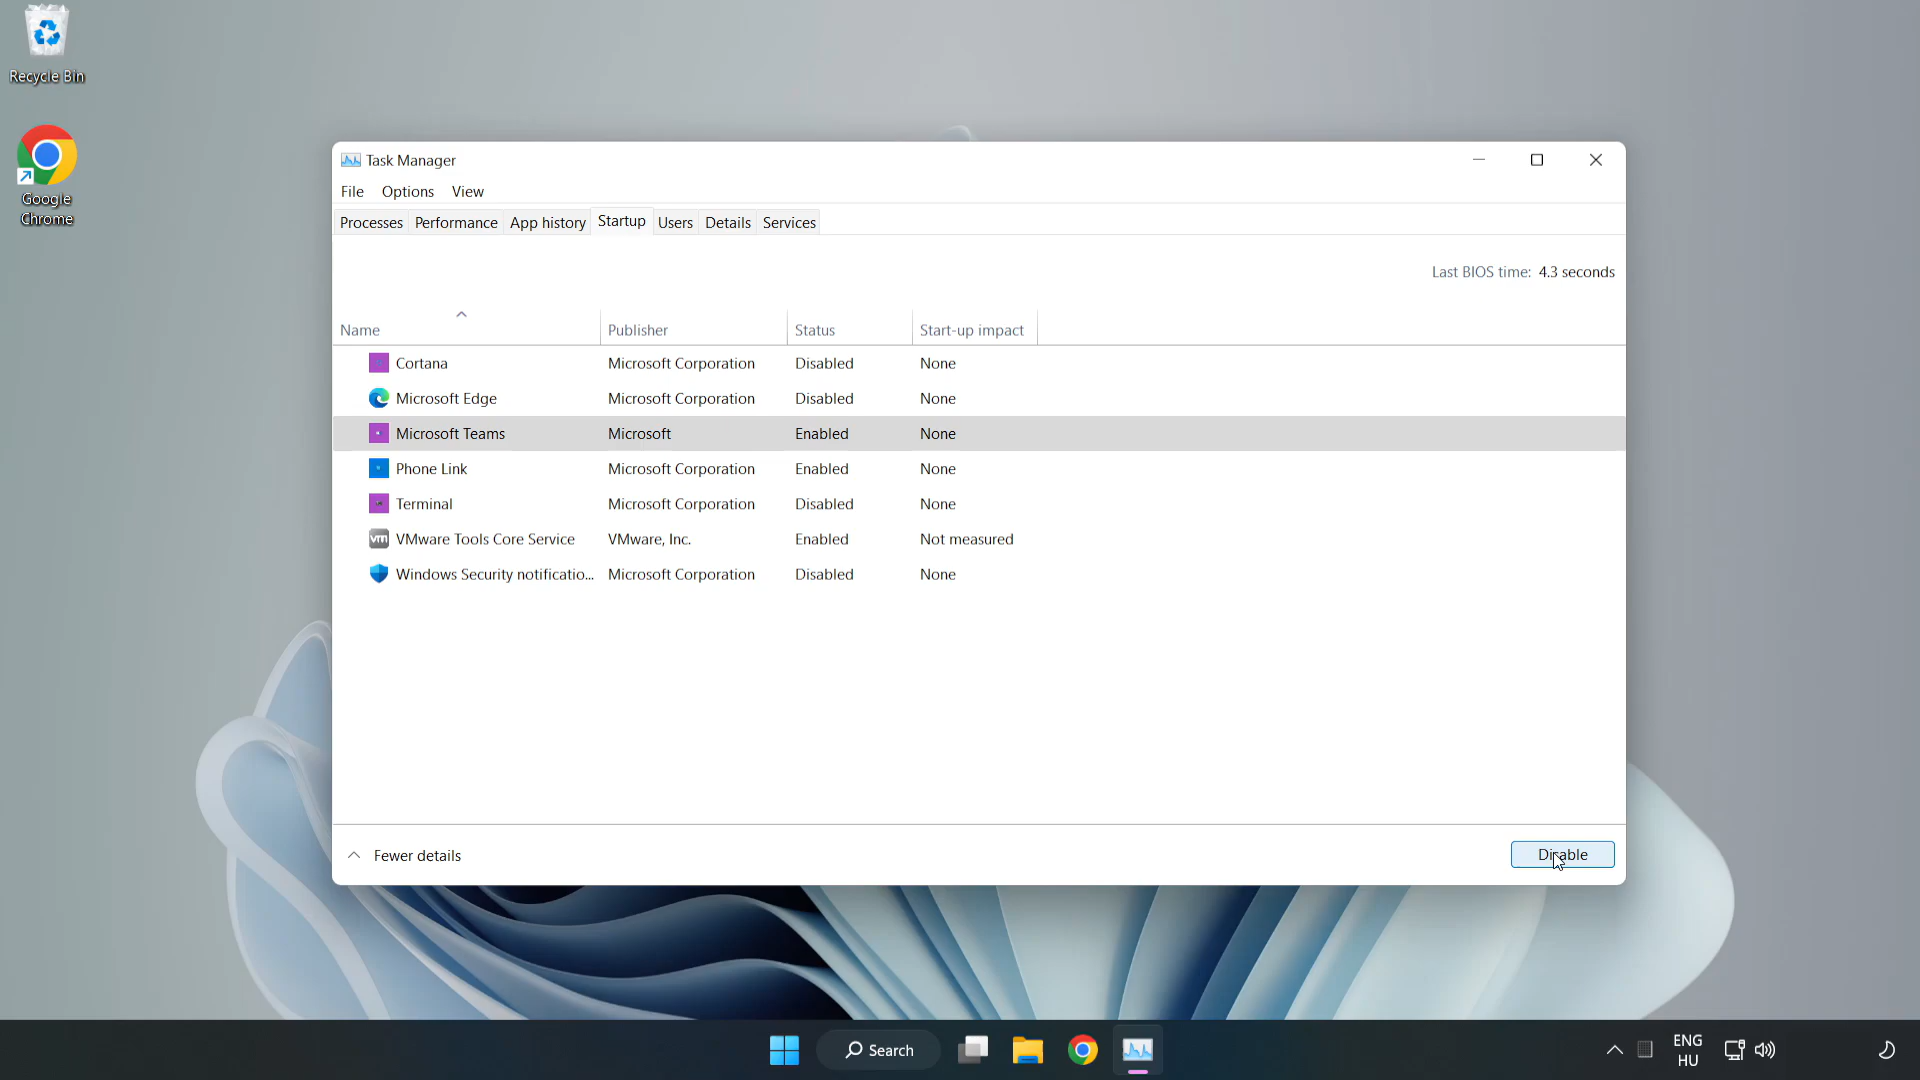 Recycle Bin
Google
Chrome
Task Manager
File Options View
Processes Performance App history Startup Users Details Services
Last BIOS time: 4.3 seconds
Name Publisher Status Start-up impact
Cortana Microsoft Corporation Disabled None
Microsoft Edge Microsoft Corporation Disabled None
Microsoft Teams Microsoft Enabled None
Phone Link Microsoft Corporation Enabled None
Terminal Microsoft Corporation Disabled None
vm VMware Tools Core Service VMware, Inc. Enabled Not measured
Windows Security notificatio... Microsoft Corporation Disabled None
Fewer details Disable
Search
ENG
HU